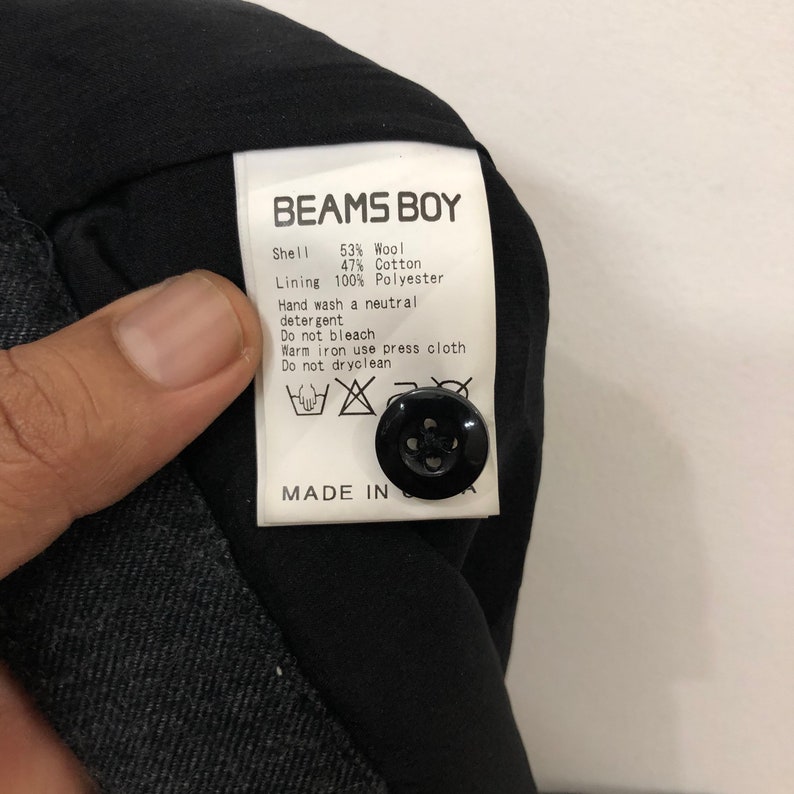 BEAMS BOY
Shell 53% Wool
47% Cotton
Lining 100% Polyester
Hand wash a neutral
detergent
Do not bleach
Warm iron use press cloth
Do not dryclean
MADE IN